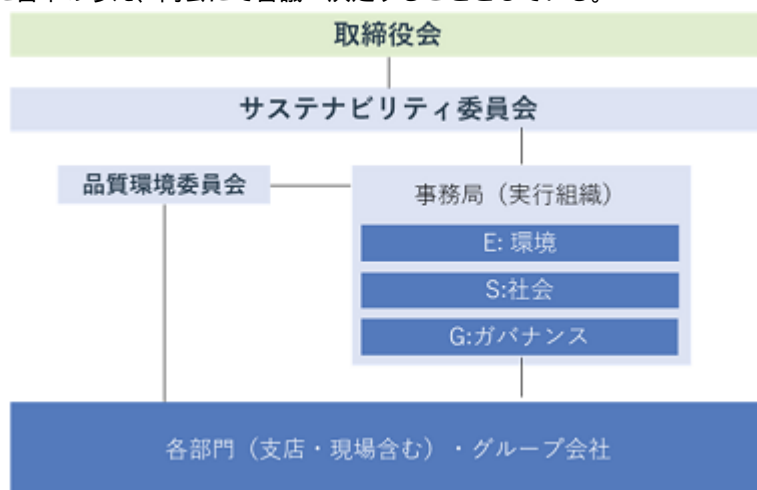 取締役会
サステナビリティ委員会
品質環境委員会
事務局（実行組織）
E: 環境
S:社会
G:ガバナンス
各部門（支店・現場含む）・グループ会社